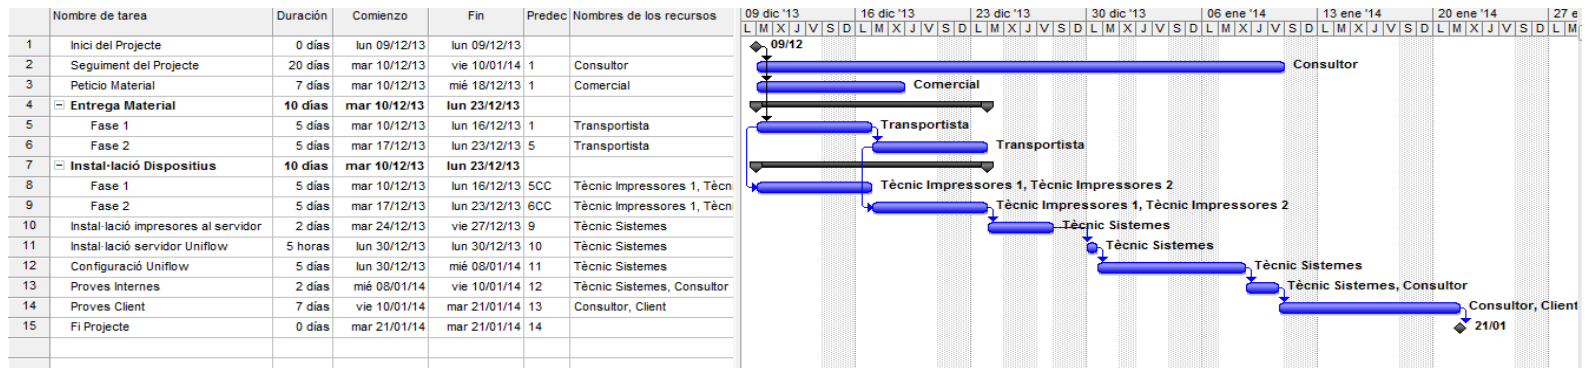 Nombre de tarea Duración Comienzo Fin Predec Nombres de los recursos 09 dic '13 16 dic '13 23 dic '13 30 dic '13 06 ene '14 13 ene '14 20 ene '14 27 e
L M X J V S D L M X J V S D L M X J V S D L M X J V S D L M X J V S D L M X J V S D L M X J V S D L M
1 Inici del Projecte 0 días lun 09/12/13 lun 09/12/13 09/12
2 Seguiment del Projecte 20 días mar 10/12/13 vie 10/01/14 1 Consultor Consultor
3 Peticio Material 7 días mar 10/12/13 mié 18/12/13 1 Comercial Comercial
4 Entrega Material 10 días mar 10/12/13 lun 23/12/13
5 Fase 1 5 días mar 10/12/13 lun 16/12/13 1 Transportista Transportista
6 Fase 2 5 días mar 17/12/13 lun 23/12/13 5 Transportista Transportista
7 Instal·lació Dispositius 10 días mar 10/12/13 lun 23/12/13
8 Fase 1 5 días mar 10/12/13 lun 16/12/13 5CC Tècnic Impressores 1, Tècni Tècnic Impressores 1, Tècnic Impressores 2
9 Fase 2 5 días mar 17/12/13 lun 23/12/13 6CC Tècnic Impressores 1, Tècni Tècnic Impressores 1, Tècnic Impressores 2
10 Instal·lació impresores al servidor 2 días mar 24/12/13 vie 27/12/13 9 Tècnic Sistemes Tècnic Sistemes
11 Instal·lació servidor Uniflow 5 horas lun 30/12/13 lun 30/12/13 10 Tècnic Sistemes Tècnic Sistemes
12 Configuració Uniflow 5 días lun 30/12/13 mié 08/01/14 11 Tècnic Sistemes Tècnic Sistemes
13 Proves Internes 2 días mié 08/01/14 vie 10/01/14 12 Tècnic Sistemes, Consultor Tècnic Sistemes, Consultor
14 Proves Client 7 días vie 10/01/14 mar 21/01/14 13 Consultor, Client Consultor, Client
15 Fi Projecte 0 días mar 21/01/14 mar 21/01/14 14 21/01